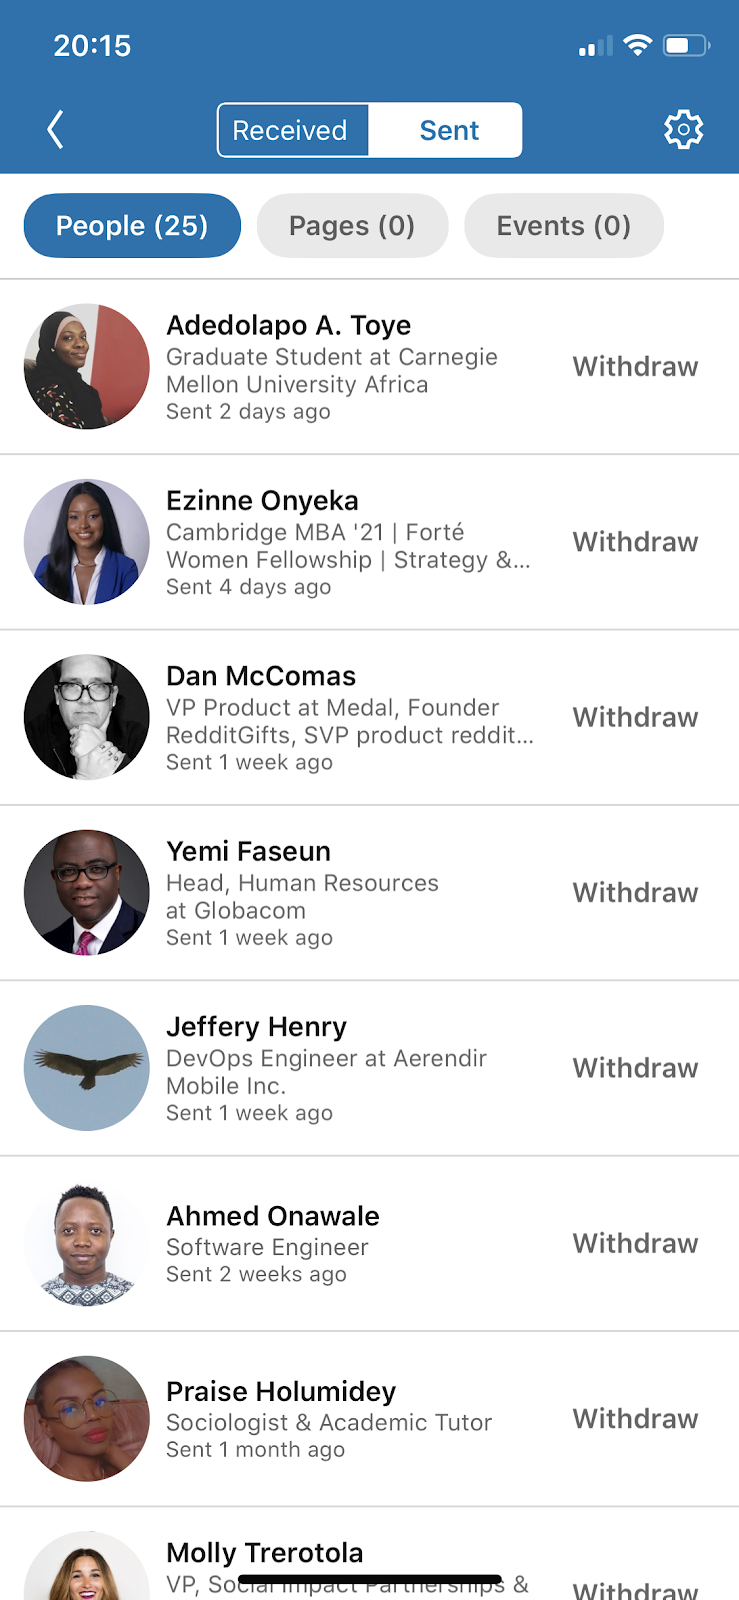 20:15
Received Sent
People (25) Pages (0) Events (0)
Adedolapo A. Toye
Graduate Student at Carnegie
Mellon University Africa
Sent 2 days ago
Withdraw
Ezinne Onyeka
Cambridge MBA '21 | Forté
Women Fellowship | Strategy &...
Sent 4 days ago
Withdraw
Dan McComas
VP Product at Medal, Founder
RedditGifts, SVP product reddit...
Sent 1 week ago
Withdraw
Yemi Faseun
Head, Human Resources
at Globacom
Sent 1 week ago
Withdraw
Jeffery Henry
DevOps Engineer at Aerendir
Mobile Inc.
Sent 1 week ago
Withdraw
Ahmed Onawale
Software Engineer
Sent 2 weeks ago
Withdraw
Praise Holumidey
Sociologist & Academic Tutor
Sent 1 month ago
Withdraw
Molly Trerotola
VP, Social Impact Partnerships &
Withdraw